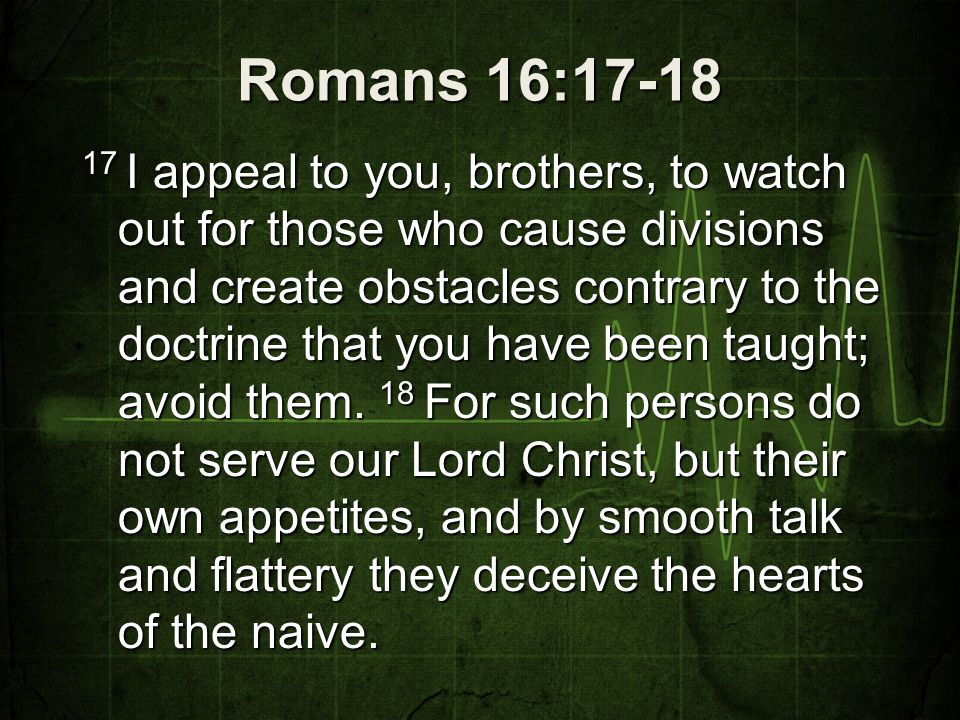 Romans 16:17-18
17 I appeal to you, brothers, to watch
out for those who cause divisions
and create obstacles contrary to the
doctrine that you have been taught;
avoid them. 18 For such persons do
not serve our Lord Christ, but their
own appetites, and by smooth talk
and flattery they deceive the hearts
of the naive.